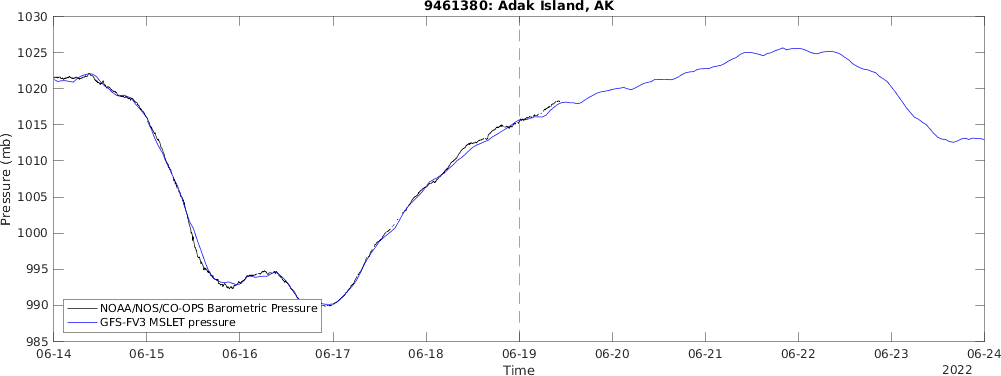 9461380: Adak Island, AK
1030
1025
1020
1015
1010
1005
1000
995
990
985
Pressure (mb)
NOAA/NOS/CO-OPS Barometric Pressure
GFS-FV3 MSLET pressure
06-14 06-15 06-16 06-17 06-18 06-19 06-20 06-21 06-22 06-23 06-24
Time
2022